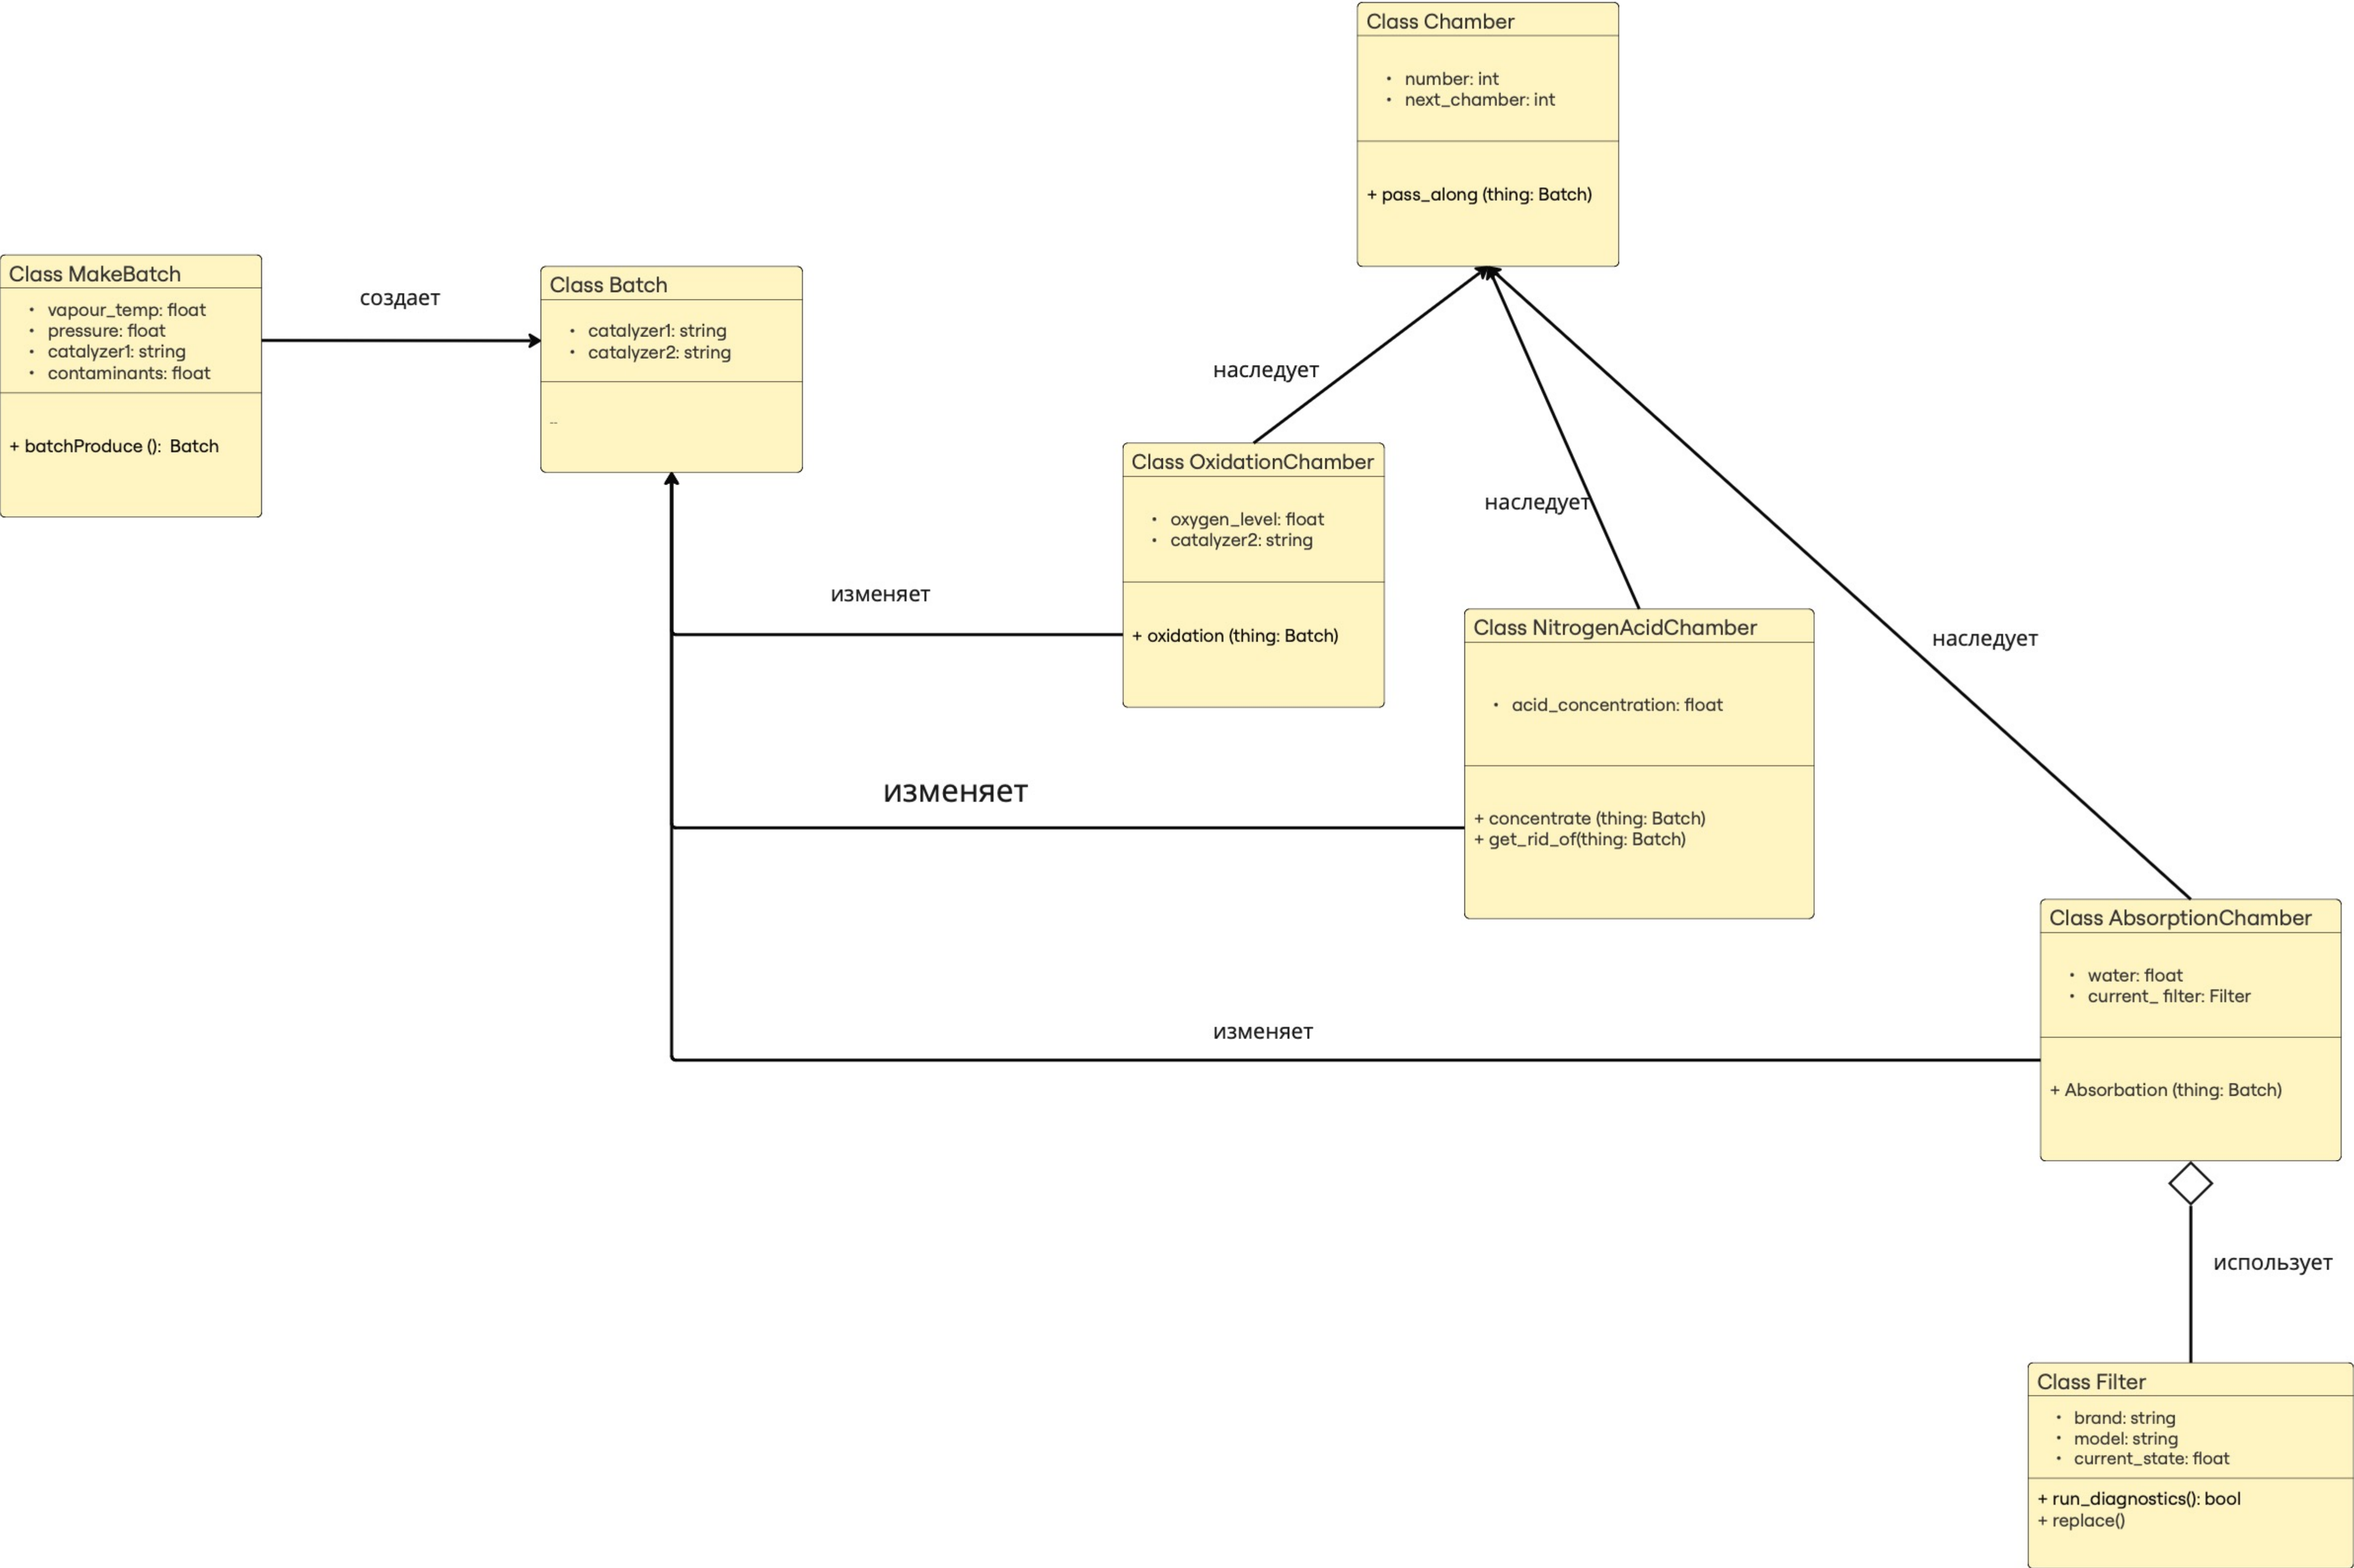 Class Chamber
• number: int
• next_chamber: int
+ pass_along (thing: Batch)
Class MakeBatch
• vapour_temp: float
• pressure: float
• catalyzer1: string
• contaminants: float
+ batchProduce (): Batch
создает
Class Batch
• catalyzer1: string
• catalyzer2: string
--
наследует
наследует
наследует
Class OxidationChamber
• oxygen_level: float
• catalyzer2: string
+ oxidation (thing: Batch)
изменяет
Class NitrogenAcidChamber
• acid_concentration: float
+ concentrate (thing: Batch)
+ get_rid_of(thing: Batch)
изменяет
Class AbsorptionChamber
• water: float
• current_ filter: Filter
+ Absorbation (thing: Batch)
изменяет
использует
Class Filter
• brand: string
• model: string
• current_state: float
+ run_diagnostics(): bool
+ replace()